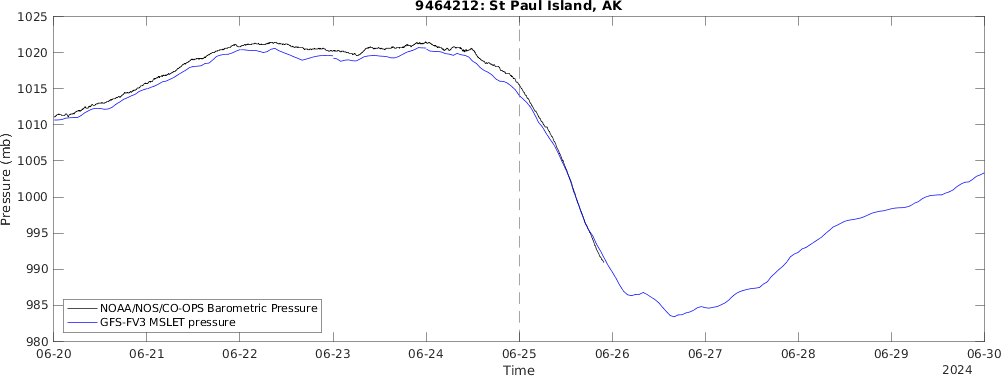 9464212: St Paul Island, AK
1025
1020
1015
1010
1005
1000
995
990
985
980
Pressure (mb)
NOAA/NOS/CO-OPS Barometric Pressure
GFS-FV3 MSLET pressure
06-20 06-21 06-22 06-23 06-24 06-25 06-26 06-27 06-28 06-29 06-30
Time
2024